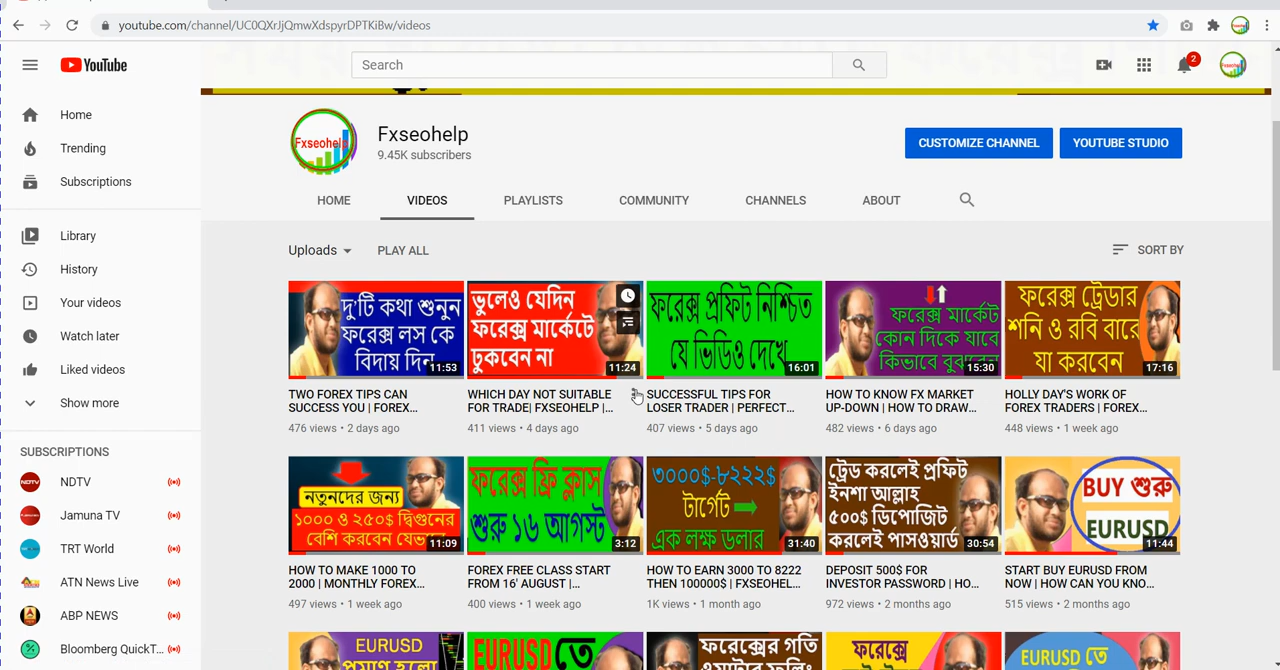 youtube.com/channel/UC0QXrJjQmwXdspyrDPTKiBw/videos
YouTube
Search
2
Home
Trending
Subscriptions
Library
History
Your videos
Watch later
Liked videos
Show more
SUBSCRIPTIONS
NDTV
Jamuna TV
TRT World
ATN News Live
ABP NEWS
Bloomberg QuickT...
Fxseohelp
Fxseohelp
9.45K subscribers
CUSTOMIZE CHANNEL
YOUTUBE STUDIO
HOME
VIDEOS
PLAYLISTS
COMMUNITY
CHANNELS
ABOUT
Uploads
PLAY ALL
SORT BY
দু'টি কথা শুনুন
ফরেক্স লস কে
বিদায় দিন
11:53
TWO FOREX TIPS CAN
SUCCESS YOU | FOREX...
476 views • 2 days ago
ভুলেও যেদিন
ফরেক্স মার্কেটে
ঢুকবেন না
11:24
WHICH DAY NOT SUITABLE
FOR TRADE| FXSEOHELP |...
411 views • 4 days ago
ফরেক্স প্রফিট নিশ্চিত
যে ভিডিও দেখে
16:01
SUCCESSFUL TIPS FOR
LOSER TRADER | PERFECT...
407 views • 5 days ago
ফরেক্স মার্কেট
কোন দিকে যাবে
কিভাবে বুঝবেন
15:30
HOW TO KNOW FX MARKET
UP-DOWN | HOW TO DRAW...
482 views • 6 days ago
ফরেক্স ট্রেডার
শনি ও রবি বারে
যা করবেন
17:16
HOLLY DAY'S WORK OF
FOREX TRADERS | FOREX...
448 views • 1 week ago
নতুনদের জন্য
১০০০ ও ২৫০$ দ্বিগুনের
বেশি করবেন যেভাবে
11:09
HOW TO MAKE 1000 TO
2000 | MONTHLY FOREX...
497 views • 1 week ago
ফরেক্স ফ্রি ক্লাস
শুরু ১৬ আগস্ট
3:12
FOREX FREE CLASS START
FROM 16' AUGUST |...
400 views • 1 week ago
৩০০০$-৮২২২$
টার্গেট
এক লক্ষ ডলার
31:40
HOW TO EARN 3000 TO 8222
THEN 100000$ | FXSEOHEL...
1K views • 1 month ago
ট্রেড করলেই প্রফিট
ইনশা আল্লাহ
৫০০$ ডিপোজিট
করলেই পাসওয়ার্ড
30:54
DEPOSIT 500$ FOR
INVESTOR PASSWORD | HO...
972 views • 2 months ago
BUY শুরু
EURUSD
11:44
START BUY EURUSD FROM
NOW | HOW CAN YOU KNO...
515 views • 2 months ago
EURUSD
প্রমাণ হলো
EURUSD তে
ফরেক্সের গতি
ফরেক্সে
EURUSD তে